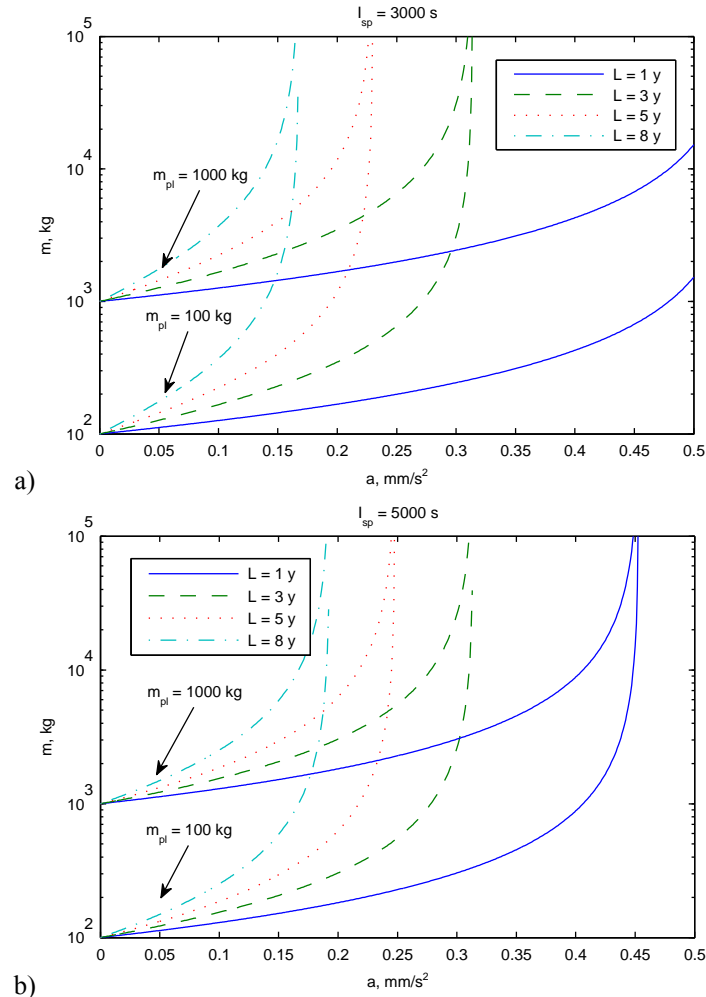 I_sp = 3000 s
10^5
10^4
10^3
10^2
m, kg
L = 1 y
L = 3 y
L = 5 y
L = 8 y
m_pl = 1000 kg
m_pl = 100 kg
0 0.05 0.1 0.15 0.2 0.25 0.3 0.35 0.4 0.45 0.5
a, mm/s^2
a)
I_sp = 5000 s
10^5
10^4
10^3
10^2
m, kg
L = 1 y
L = 3 y
L = 5 y
L = 8 y
m_pl = 1000 kg
m_pl = 100 kg
0 0.05 0.1 0.15 0.2 0.25 0.3 0.35 0.4 0.45 0.5
a, mm/s^2
b)